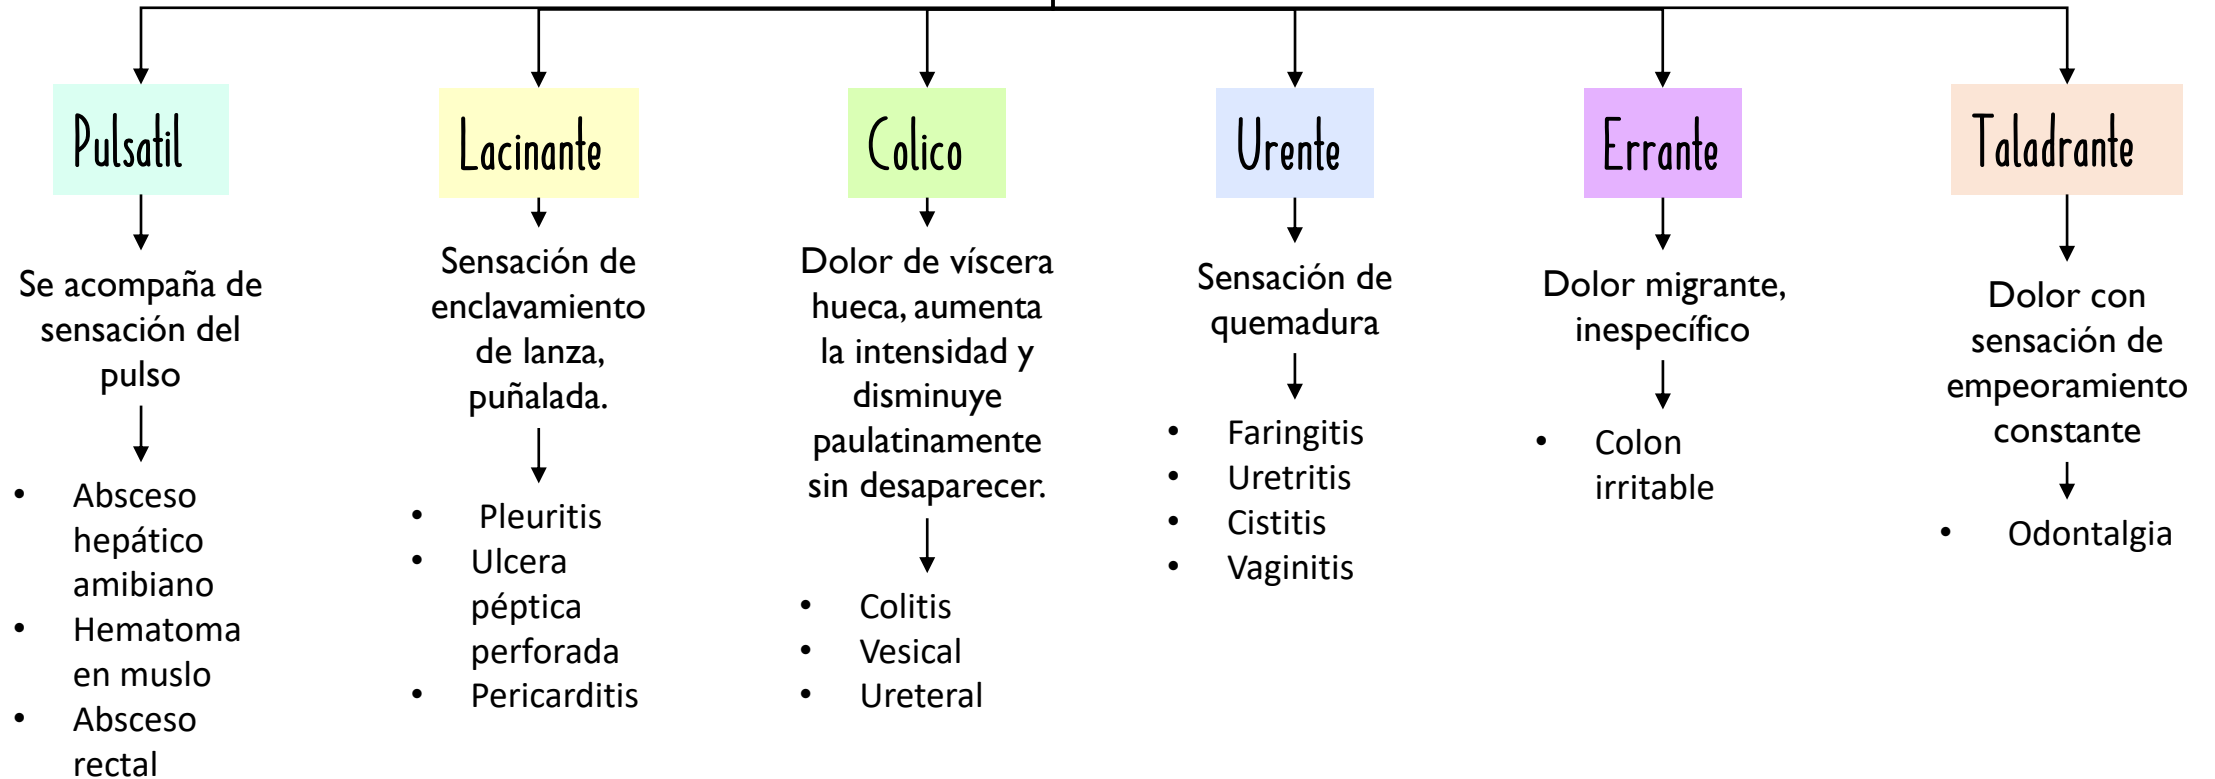 Pulsatil
Se acompaña de
sensación del
pulso
• Absceso
hepático
amibiano
• Hematoma
en muslo
• Absceso
rectal
Lacinante
Sensación de
enclavamiento
de lanza,
puñalada.
• Pleuritis
• Ulcera
péptica
perforada
• Pericarditis
Colico
Dolor de víscera
hueca, aumenta
la intensidad y
disminuye
paulatinamente
sin desaparecer.
• Colitis
• Vesical
• Ureteral
Urente
Sensación de
quemadura
• Faringitis
• Uretritis
• Cistitis
• Vaginitis
Errante
Dolor migrante,
inespecífico
• Colon
irritable
Taladrante
Dolor con
sensación de
empeoramiento
constante
• Odontalgia